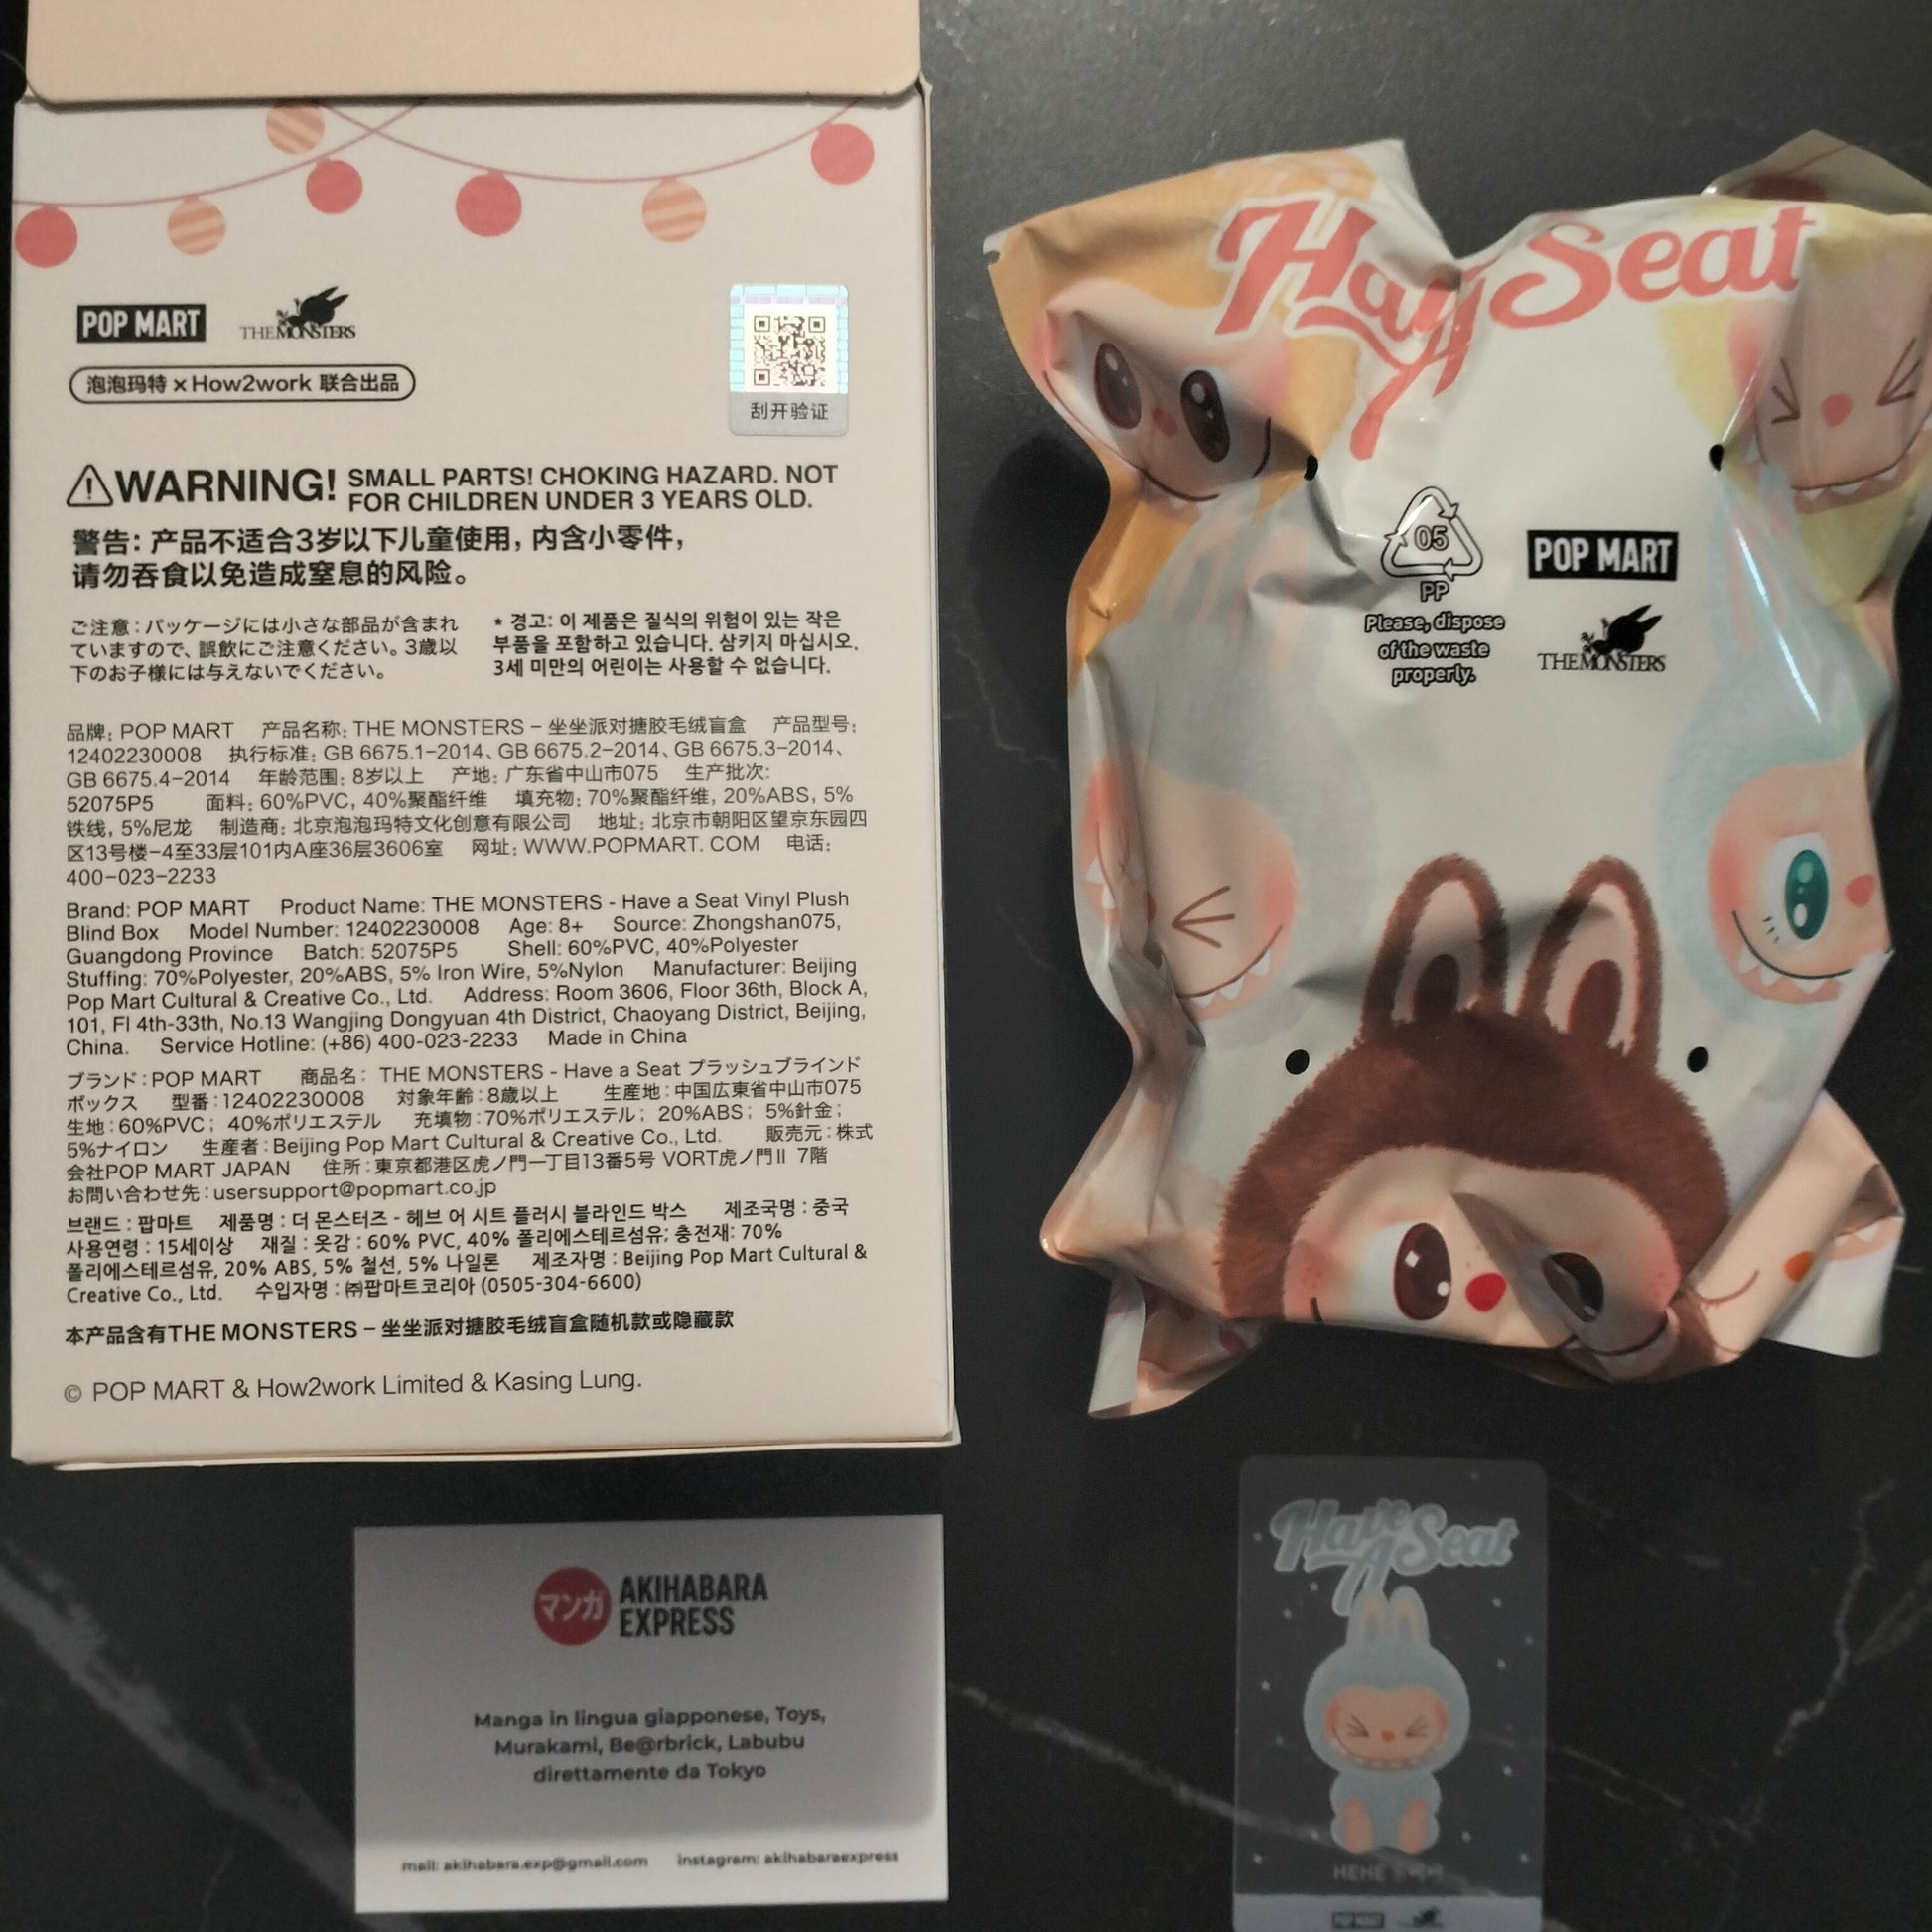 POP MART
THE MONSTERS
泡泡玛特 × How2work 联合出品
刮开验证
WARNING! SMALL PARTS! CHOKING HAZARD. NOT
FOR CHILDREN UNDER 3 YEARS OLD.
警告: 产品不适合3岁以下儿童使用, 内含小零件,
请勿吞食以免造成窒息的风险。
ご注意：パッケージには小さな部品が含まれ
ていますので、誤飲にご注意ください。3歳以
下のお子様には与えないでください。
* 경고: 이 제품은 질식의 위험이 있는 작은
부품을 포함하고 있습니다. 삼키지 마십시오.
3세 미만의 어린이는 사용할 수 없습니다.
品牌: POP MART 产品名称: THE MONSTERS – 坐坐派对搪胶毛绒盲盒 产品型号:
12402230008 执行标准: GB 6675.1-2014、GB 6675.2-2014、GB 6675.3-2014、
GB 6675.4-2014 年龄范围: 8岁以上 产地: 广东省中山市075 生产批次:
52075P5 面料: 60%PVC, 40%聚酯纤维 填充物: 70%聚酯纤维, 20%ABS, 5%
铁线, 5%尼龙 制造商: 北京泡泡玛特文化创意有限公司 地址: 北京市朝阳区望京东园四
区13号楼-4至33层101内A座36层3606室 网址: WWW.POPMART. COM 电话:
400-023-2233
Brand: POP MART Product Name: THE MONSTERS - Have a Seat Vinyl Plush
Blind Box Model Number: 12402230008 Age: 8+ Source: Zhongshan075,
Guangdong Province Batch: 52075P5 Shell: 60%PVC, 40%Polyester
Stuffing: 70%Polyester, 20%ABS, 5% Iron Wire, 5%Nylon Manufacturer: Beijing
Pop Mart Cultural & Creative Co., Ltd. Address: Room 3606, Floor 36th, Block A,
101, Fl 4th-33th, No.13 Wangjing Dongyuan 4th District, Chaoyang District, Beijing,
China. Service Hotline: (+86) 400-023-2233 Made in China
ブランド：POP MART 商品名： THE MONSTERS - Have a Seat プラッシュブラインド
ボックス 型番：12402230008 対象年齢：8歳以上 生産地：中国広東省中山市075
生地：60%PVC； 40%ポリエステル 充填物：70%ポリエステル； 20%ABS； 5%針金；
5%ナイロン 生産者：Beijing Pop Mart Cultural & Creative Co., Ltd. 販売元：株式
会社POP MART JAPAN 住所：東京都港区虎ノ門一丁目13番5号 VORT虎ノ門II 7階
お問い合わせ先：usersupport@popmart.co.jp
브랜드 : 팝마트 제품명 : 더 몬스터즈 - 헤브 어 시트 플러시 블라인드 박스 제조국명 : 중국
사용연령 : 15세이상 재질 : 옷감 : 60% PVC, 40% 폴리에스테르섬유; 충전재: 70%
폴리에스테르섬유, 20% ABS, 5% 철선, 5% 나일론 제조자명 : Beijing Pop Mart Cultural &
Creative Co., Ltd. 수입자명 : ㈜팝마트코리아 (0505-304-6600)
本产品含有THE MONSTERS – 坐坐派对搪胶毛绒盲盒随机款或隐藏款
© POP MART & How2work Limited & Kasing Lung.
Seat
A
05
PP
Please, dispose
of the waste
properly.
POP MART
THE MONSTERS
マンガ
AKIHABARA
EXPRESS
Manga in lingua giapponese, Toys,
Murakami, Be@rbrick, Labubu
direttamente da Tokyo
mail: akihabara.exp@gmail.com instagram: akihabaraexpress
Have A Seat
HEHE
POP MART